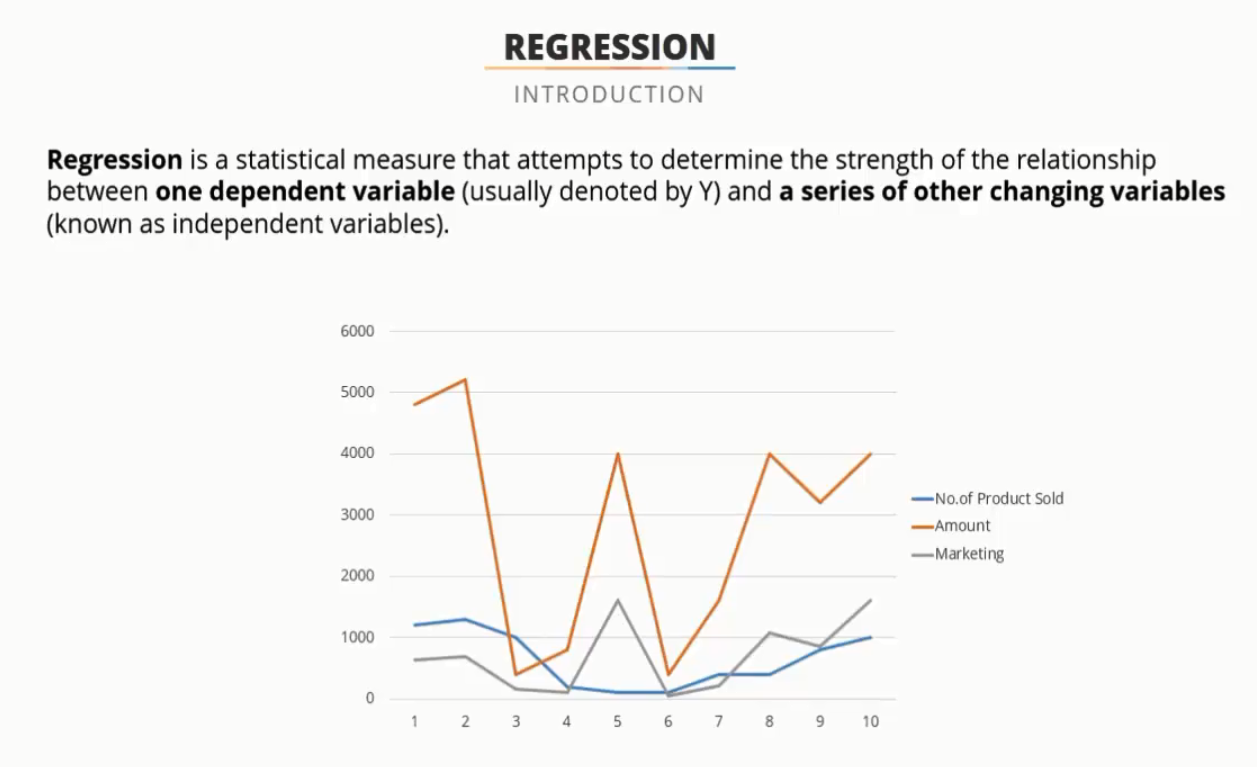 REGRESSION
INTRODUCTION
Regression is a statistical measure that attempts to determine the strength of the relationship
between one dependent variable (usually denoted by Y) and a series of other changing variables
(known as independent variables).
6000
5000
4000
3000
2000
1000
0
1 2 3 4 5 6 7 8 9 10
No.of Product Sold
Amount
Marketing